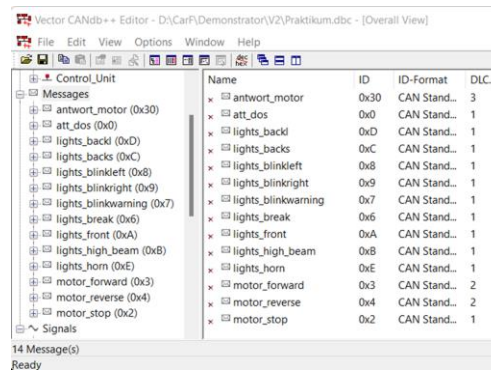 Vector CANdb++ Editor - D:\CarF\Demonstrator\V2\Praktikum.dbc - [Overall View]
File Edit View Options Window Help
Control_Unit
Messages
antwort_motor (0x30)
att_dos (0x0)
lights_backl (0xD)
lights_backs (0xC)
lights_blinkleft (0x8)
lights_blinkright (0x9)
lights_blinkwarning (0x7)
lights_break (0x6)
lights_front (0xA)
lights_high_beam (0xB)
lights_horn (0xE)
motor_forward (0x3)
motor_reverse (0x4)
motor_stop (0x2)
Signals
Name ID ID-Format DLC
antwort_motor 0x30 CAN Stand... 3
att_dos 0x0 CAN Stand... 1
lights_backl 0xD CAN Stand... 1
lights_backs 0xC CAN Stand... 1
lights_blinkleft 0x8 CAN Stand... 1
lights_blinkright 0x9 CAN Stand... 1
lights_blinkwarning 0x7 CAN Stand... 1
lights_break 0x6 CAN Stand... 1
lights_front 0xA CAN Stand... 1
lights_high_beam 0xB CAN Stand... 1
lights_horn 0xE CAN Stand... 1
motor_forward 0x3 CAN Stand... 2
motor_reverse 0x4 CAN Stand... 2
motor_stop 0x2 CAN Stand... 1
14 Message(s)
Ready